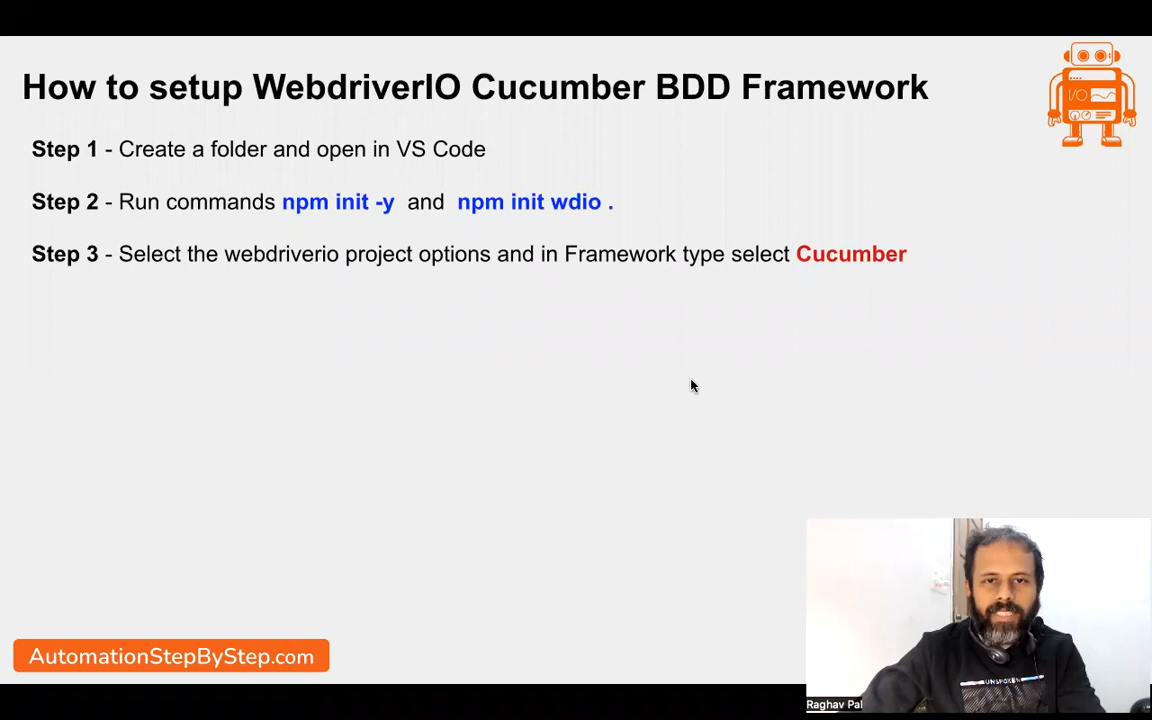 How to setup WebdriverIO Cucumber BDD Framework
I/O
Step 1 - Create a folder and open in VS Code
Step 2 - Run commands npm init -y and npm init wdio .
Step 3 - Select the webdriverio project options and in Framework type select Cucumber
AutomationStepByStep.com
UNSPOKEN
Raghav Pal